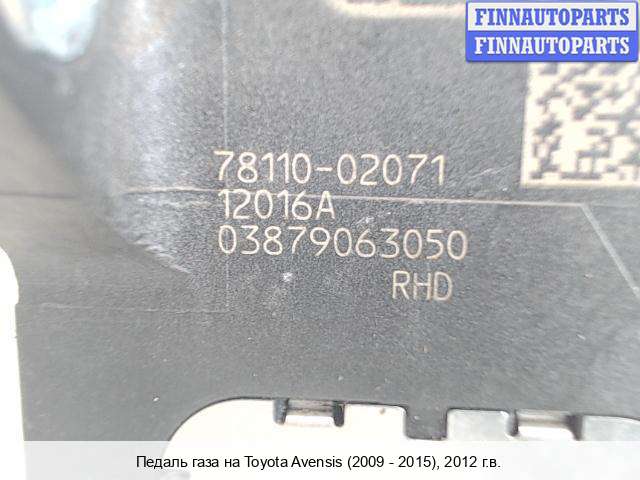 FINNAUTOPARTS
FINNAUTOPARTS
78110-02071
12016A
03879063050
RHD
Педаль газа на Toyota Avensis (2009 - 2015), 2012 г.в.